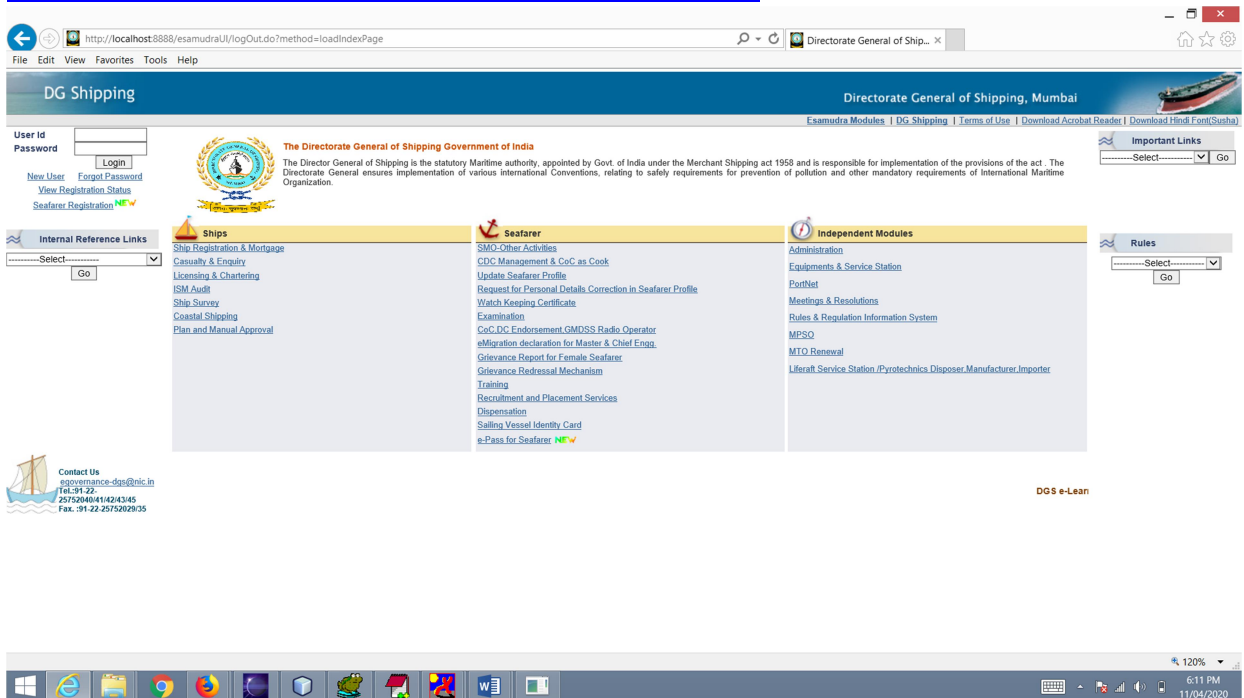 http://localhost:8888/esamudraUI/logOut.do?method=loadIndexPage
Directorate General of Ship...
File Edit View Favorites Tools Help
DG Shipping
Directorate General of Shipping, Mumbai
Esamudra Modules | DG Shipping | Terms of Use | Download Acrobat Reader | Download Hindi Font(Susha)
User Id
Password
Login
New User Forgot Password
View Registration Status
Seafarer Registration NEW
The Directorate General of Shipping Government of India
The Director General of Shipping is the statutory Maritime authority, appointed by Govt. of India under the Merchant Shipping act 1958 and is responsible for implementation of the provisions of the act . The
Directorate General ensures implementation of various international Conventions, relating to safely requirements for prevention of pollution and other mandatory requirements of International Maritime
Organization.
Important Links
----------Select----------- Go
Internal Reference Links
----------Select-----------
Go
Ships
Ship Registration & Mortgage
Casualty & Enquiry
Licensing & Chartering
ISM Audit
Ship Survey
Coastal Shipping
Plan and Manual Approval
Seafarer
SMO-Other Activities
CDC Management & CoC as Cook
Update Seafarer Profile
Request for Personal Details Correction in Seafarer Profile
Watch Keeping Certificate
Examination
CoC,DC Endorsement,GMDSS Radio Operator
eMigration declaration for Master & Chief Engg.
Grievance Report for Female Seafarer
Grievance Redressal Mechanism
Training
Recruitment and Placement Services
Dispensation
Sailing Vessel Identity Card
e-Pass for Seafarer NEW
Independent Modules
Administration
Equipments & Service Station
PortNet
Meetings & Resolutions
Rules & Regulation Information System
MPSO
MTO Renewal
Liferaft Service Station /Pyrotechnics Disposer,Manufacturer,Importer
Rules
----------Select-----------
Go
Contact Us
egovernance-dgs@nic.in
Tel.:91-22-
25752040/41/42/43/45
Fax. :91-22-25752029/35
DGS e-Lear
120%
6:11 PM
11/04/2020